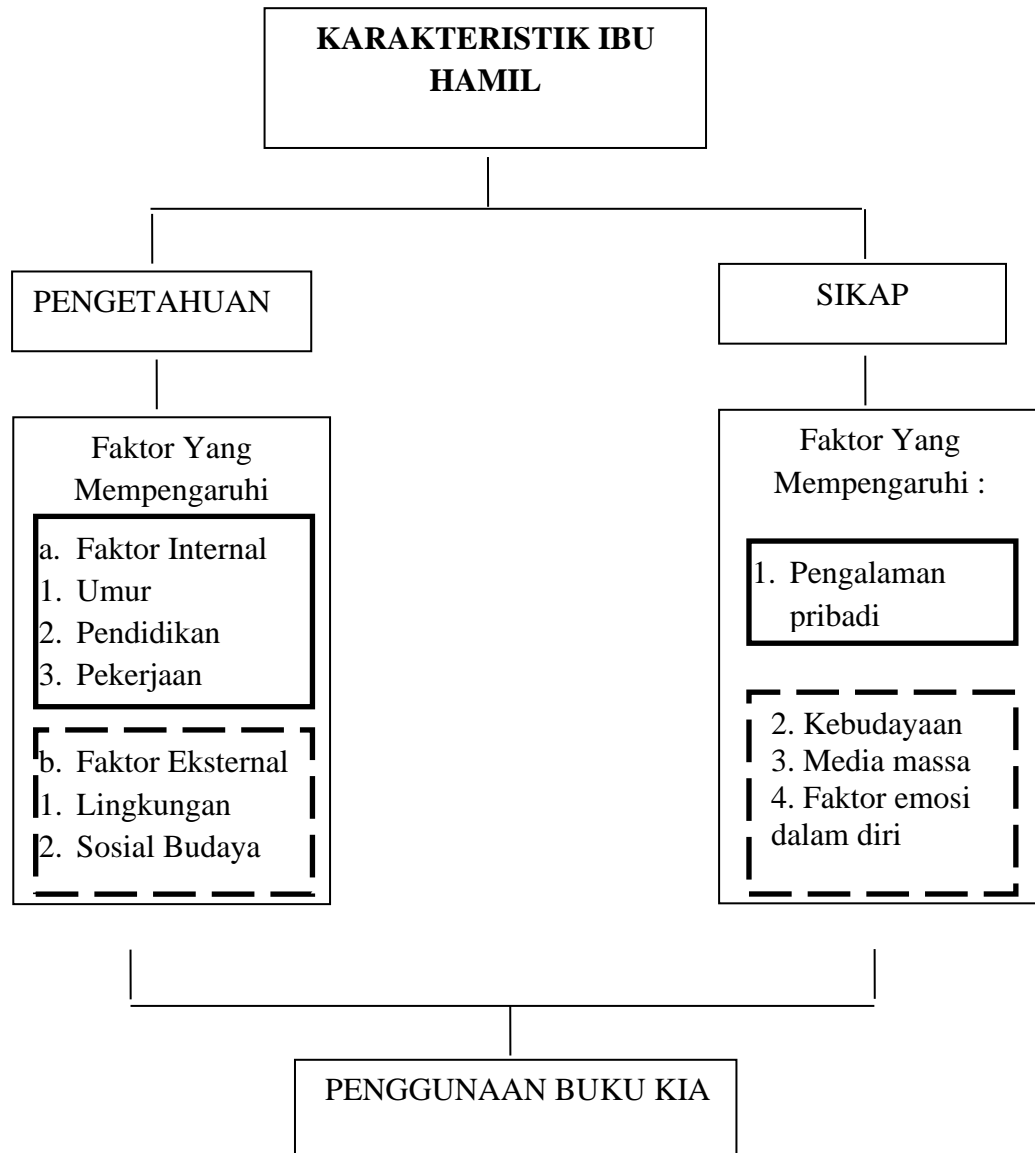 KARAKTERISTIK IBU
HAMIL
PENGETAHUAN
SIKAP
Faktor Yang
Mempengaruhi
a. Faktor Internal
1. Umur
2. Pendidikan
3. Pekerjaan
b. Faktor Eksternal
1. Lingkungan
2. Sosial Budaya
Faktor Yang
Mempengaruhi :
1. Pengalaman
pribadi
2. Kebudayaan
3. Media massa
4. Faktor emosi
dalam diri
PENGGUNAAN BUKU KIA